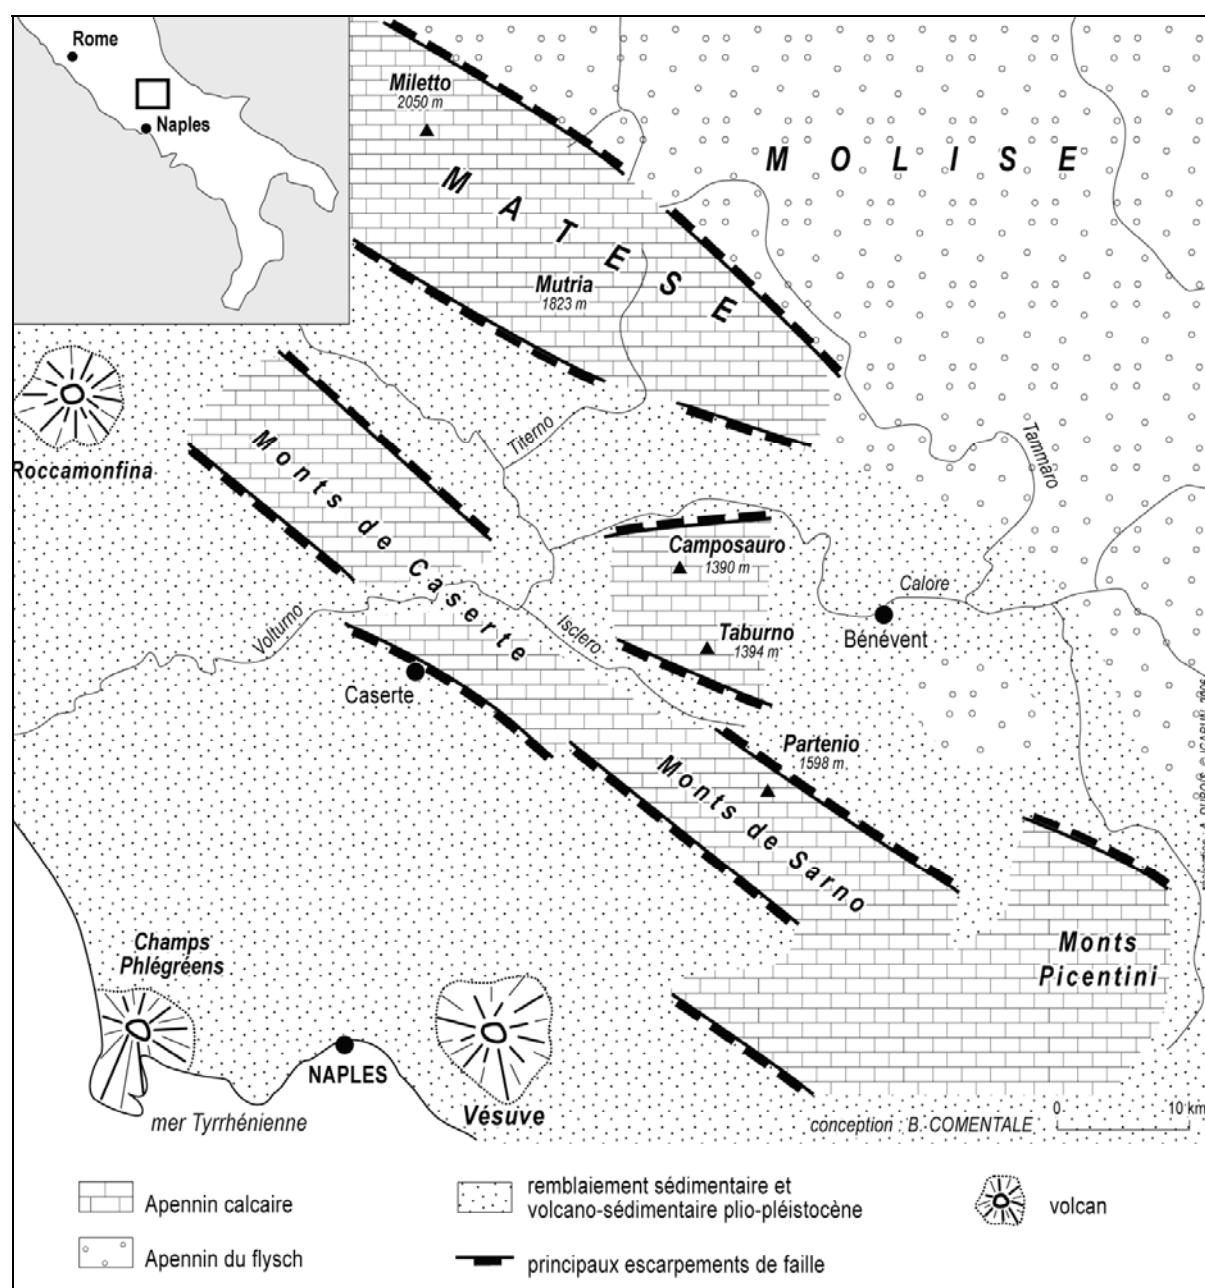 Rome
Naples
Miletto
2050 m
MOLISE
MATESE
Mutria
1823 m
Roccamonfina
Monts de Caserte
Titerno
Tammaro
Camposauro
1390 m
Calore
Volturno
Isclero
Taburno
1394 m
Bénévent
Caserte
Partenio
1598 m
Monts de Sarno
Monts
Picentini
Champs
Phlégréens
NAPLES
Vésuve
mer Tyrrhénienne
0 10 km
conception : B. COMENTALE
Apennin calcaire
remblaiement sédimentaire et
volcano-sédimentaire plio-pléistocène
volcan
Apennin du flysch
principaux escarpements de faille